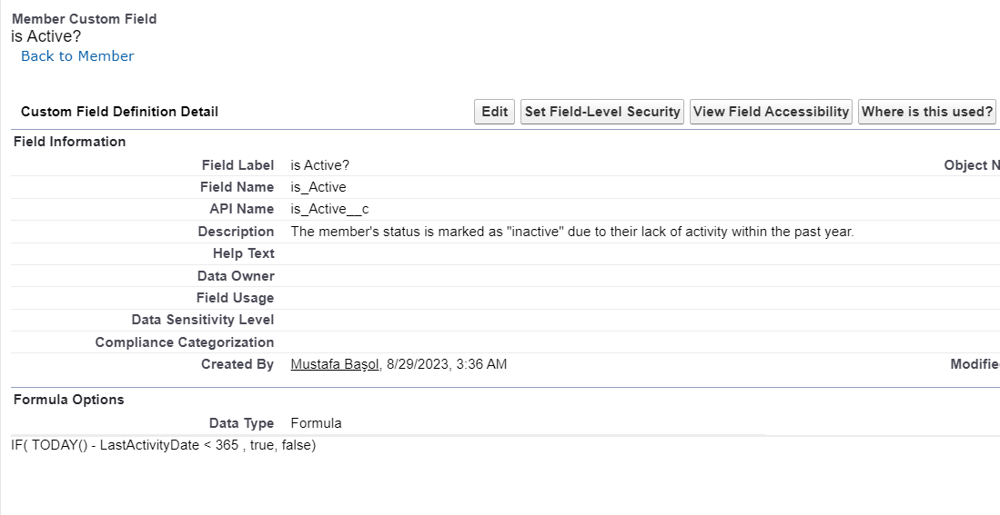 Member Custom Field
is Active?
Back to Member
Custom Field Definition Detail
Edit
Set Field-Level Security
View Field Accessibility
Where is this used?
Field Information
Field Label is Active?
Object N
Field Name is_Active
API Name is_Active__c
Description The member's status is marked as "inactive" due to their lack of activity within the past year.
Help Text
Data Owner
Field Usage
Data Sensitivity Level
Compliance Categorization
Created By Mustafa Başol, 8/29/2023, 3:36 AM
Modifie
Formula Options
Data Type Formula
IF( TODAY() - LastActivityDate < 365 , true, false)